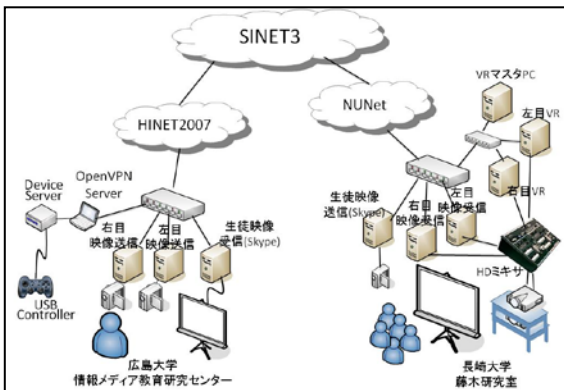 SINET3
HINET2007
NUNet
VRマスタPC
左目VR
右目VR
Device
Server
OpenVPN
Server
右目
映像送信
左目
映像送信
生徒映像
受信(Skype)
USB
Controller
広島大学
情報メディア教育研究センター
生徒映像
送信(Skype)
右目
映像受信
左目
映像受信
HDミキサ
長崎大学
藤木研究室